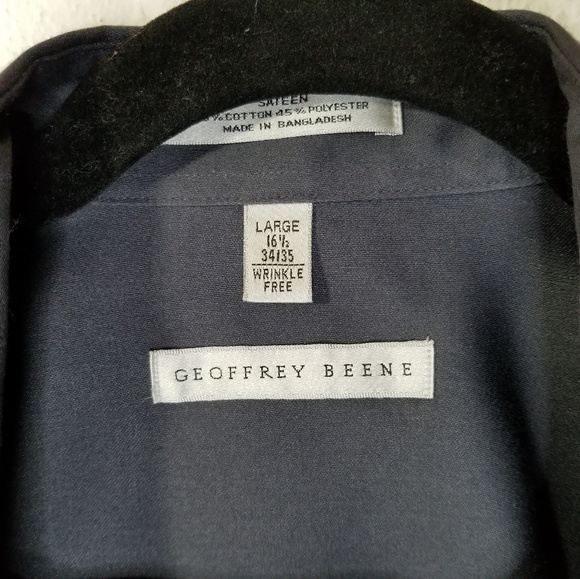 SATEEN
% COTTON 45% POLYESTER
MADE IN BANGLADESH
LARGE
16½
34/35
WRINKLE
FREE
GEOFFREY BEENE